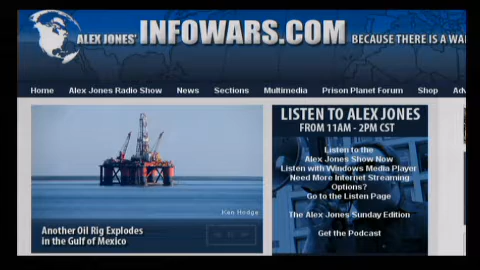 ALEX JONES' INFOWARS.COM BECAUSE THERE IS A WA
Home Alex Jones Radio Show News Sections Multimedia Prison Planet Forum Shop Adv
LISTEN TO ALEX JONES
FROM 11AM - 2PM CST
Listen to the
Alex Jones Show Now
Listen with Windows Media Player
Need More Internet Streaming
Options?
Go to the Listen Page
The Alex Jones Sunday Edition
Get the Podcast
Ken Hodge
Another Oil Rig Explodes
in the Gulf of Mexico